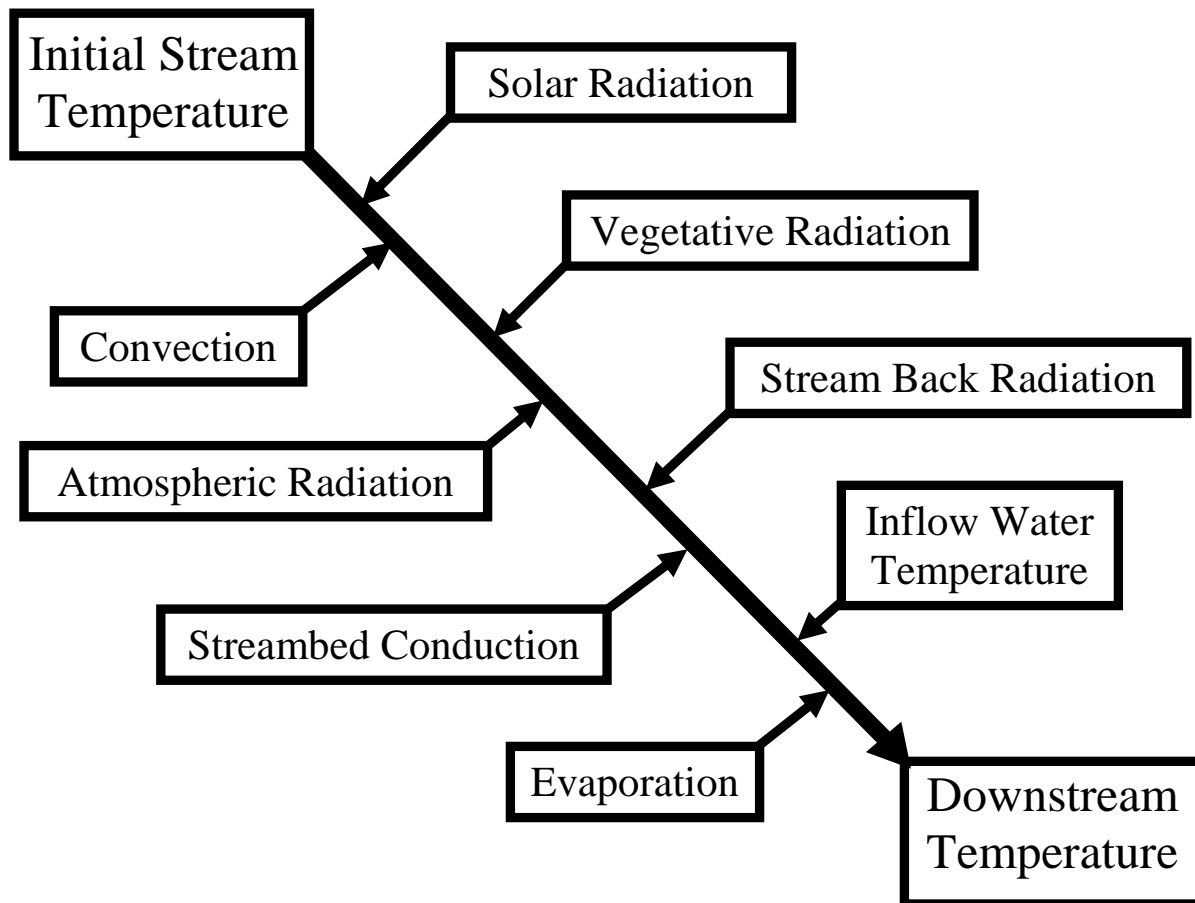 Initial Stream
Temperature
Solar Radiation
Vegetative Radiation
Convection
Stream Back Radiation
Atmospheric Radiation
Inflow Water
Temperature
Streambed Conduction
Evaporation
Downstream
Temperature